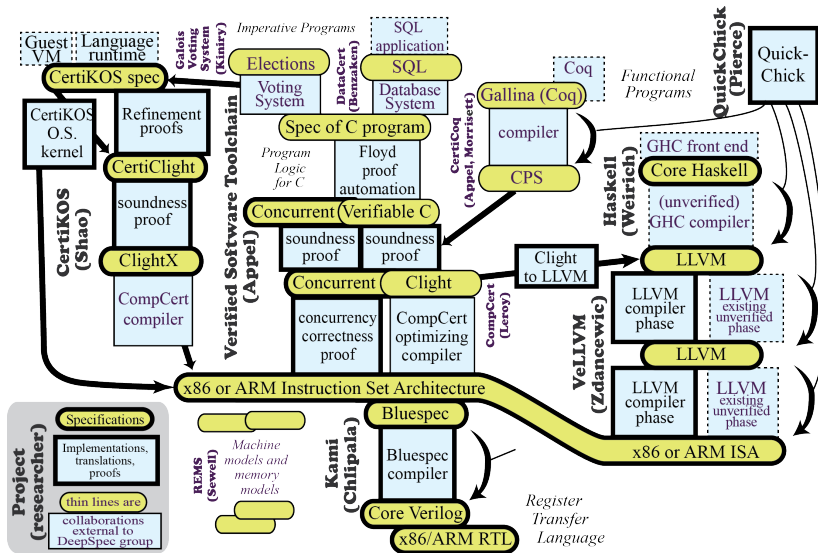 Guest
VM
Language
runtime
CertiKOS spec
CertiKOS
O.S.
kernel
Refinement
proofs
CertiClight
soundness
proof
ClightX
CompCert
compiler
CertiKOS
(Shao)
Galois
Voting
System
(Kiniry)
Imperative Programs
Elections
Voting
System
DataCert
(Benzaken)
SQL
application
SQL
Database
System
Spec of C program
Program
Logic
for C
Floyd
proof
automation
Verified Software Toolchain
(Appel)
Concurrent
Verifiable C
soundness
proof
soundness
proof
Concurrent
Clight
concurrency
correctness
proof
CompCert
optimizing
compiler
CompCert
(Leroy)
Coq
Gallina (Coq)
compiler
CPS
CertiCoq
(Appel, Morrisett)
Functional
Programs
QuickChick
(Pierce)
Quick-
Chick
GHC front end
Core Haskell
(unverified)
GHC compiler
Haskell
(Weirich)
Clight
to LLVM
LLVM
LLVM
compiler
phase
LLVM
existing
unverified
phase
LLVM
LLVM
compiler
phase
LLVM
existing
unverified
phase
VeLLVM
(Zdancewic)
x86 or ARM Instruction Set Architecture
x86 or ARM ISA
Bluespec
Bluespec
compiler
Core Verilog
x86/ARM RTL
Kami
(Chlipala)
Register
Transfer
Language
REMS
(Sewell)
Machine
models and
memory
models
Project
(researcher)
Specifications
Implementations,
translations,
proofs
thin lines are
collaborations
external to
DeepSpec group